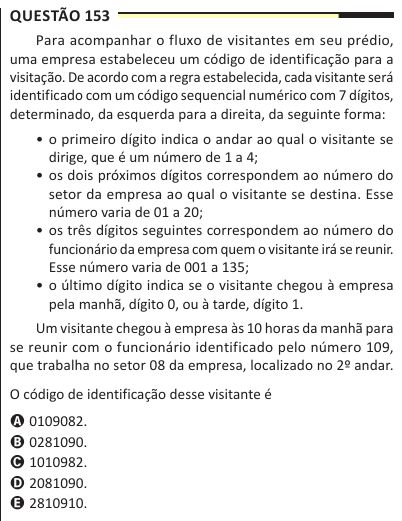 QUESTÃO 153
Para acompanhar o fluxo de visitantes em seu prédio,
uma empresa estabeleceu um código de identificação para a
visitação. De acordo com a regra estabelecida, cada visitante será
identificado com um código sequencial numérico com 7 dígitos,
determinado, da esquerda para a direita, da seguinte forma:
• o primeiro dígito indica o andar ao qual o visitante se
dirige, que é um número de 1 a 4;
• os dois próximos dígitos correspondem ao número do
setor da empresa ao qual o visitante se destina. Esse
número varia de 01 a 20;
• os três dígitos seguintes correspondem ao número do
funcionário da empresa com quem o visitante irá se reunir.
Esse número varia de 001 a 135;
• o último dígito indica se o visitante chegou à empresa
pela manhã, dígito 0, ou à tarde, dígito 1.
Um visitante chegou à empresa às 10 horas da manhã para
se reunir com o funcionário identificado pelo número 109,
que trabalha no setor 08 da empresa, localizado no 2º andar.
O código de identificação desse visitante é
A 0109082.
B 0281090.
C 1010982.
D 2081090.
E 2810910.